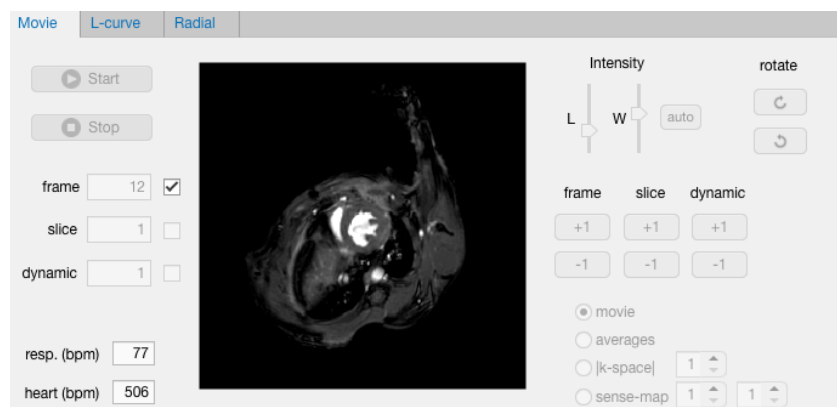 Movie L-curve Radial
Start
Stop
frame 12
slice 1
dynamic 1
resp. (bpm) 77
heart (bpm) 506
Intensity
L W auto
rotate
frame slice dynamic
+1 +1 +1
-1 -1 -1
movie
averages
|k-space| 1
sense-map 1 1